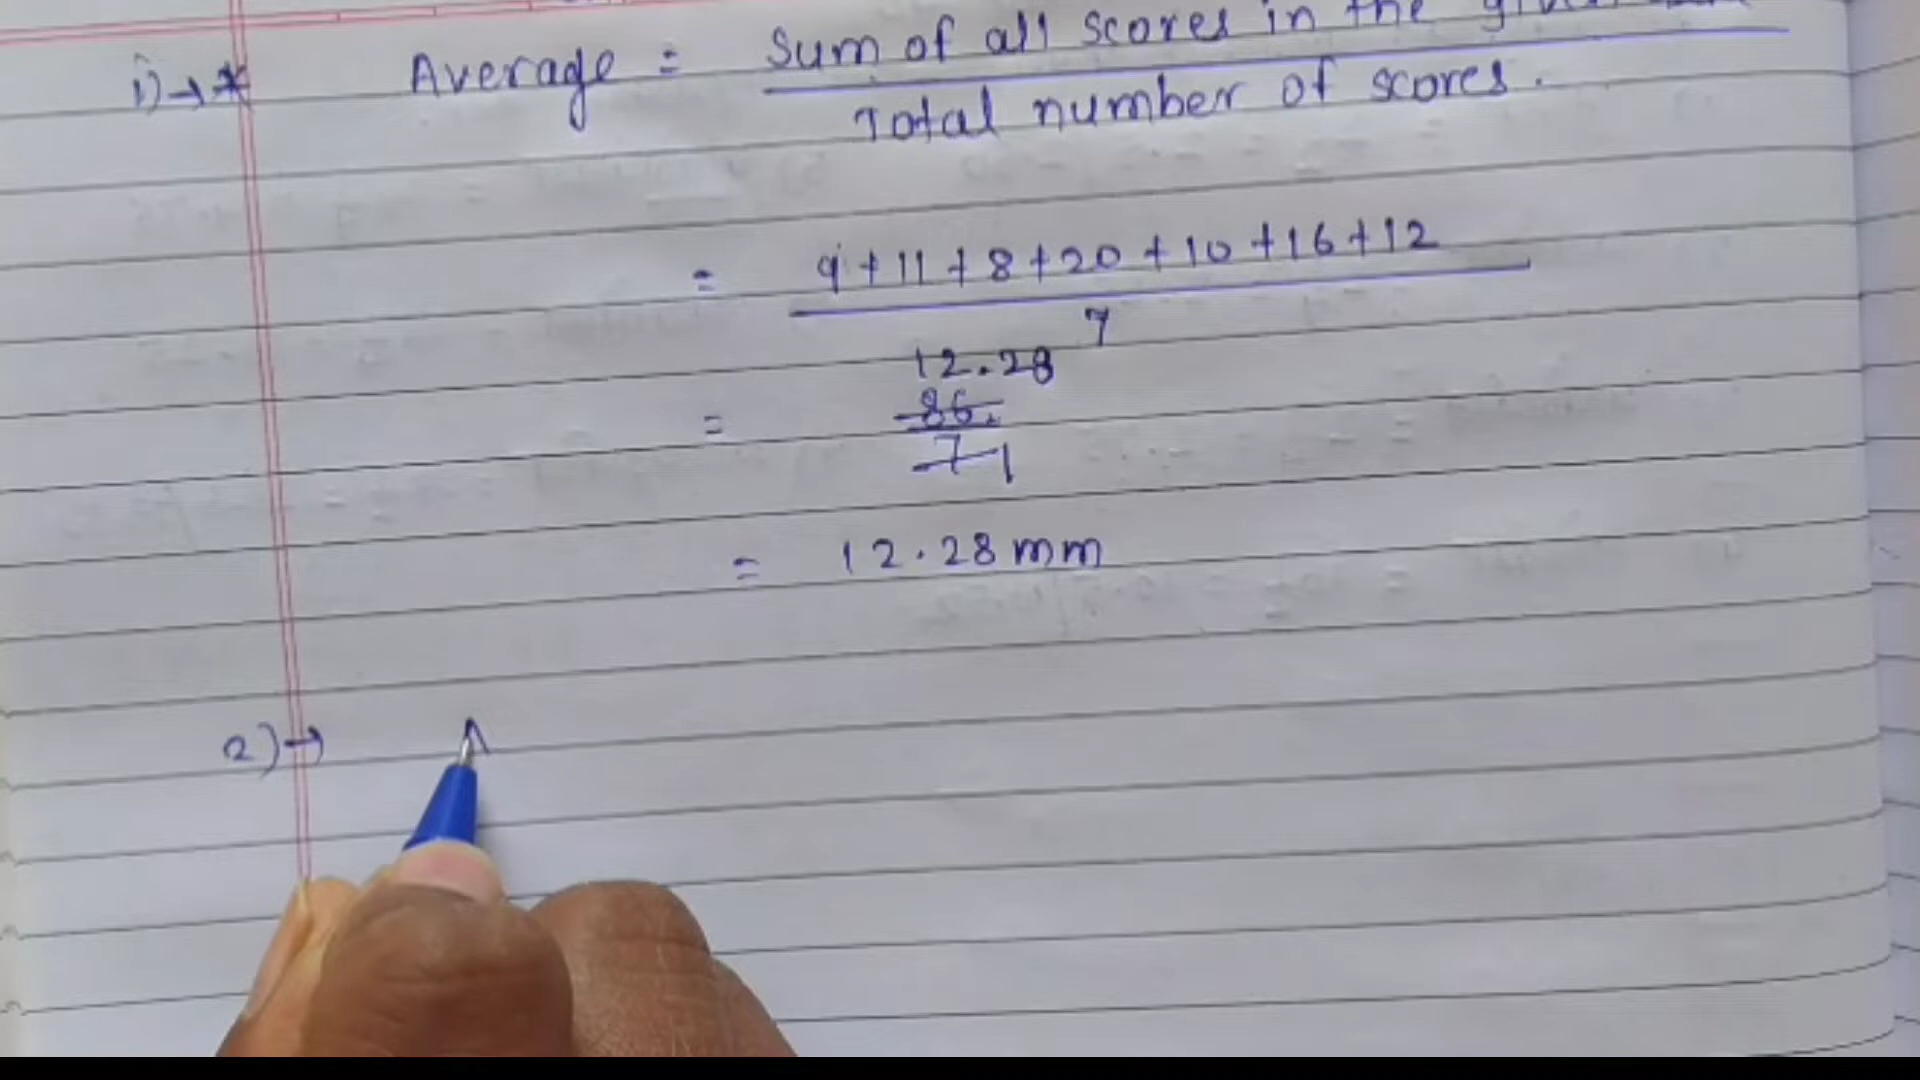 i) → * Average = Sum of all scores in the
Total number of scores.
= 9+11+8+20+10+16+12
7
12.28
= 86
7 1
= 12.28 mm
2) → A